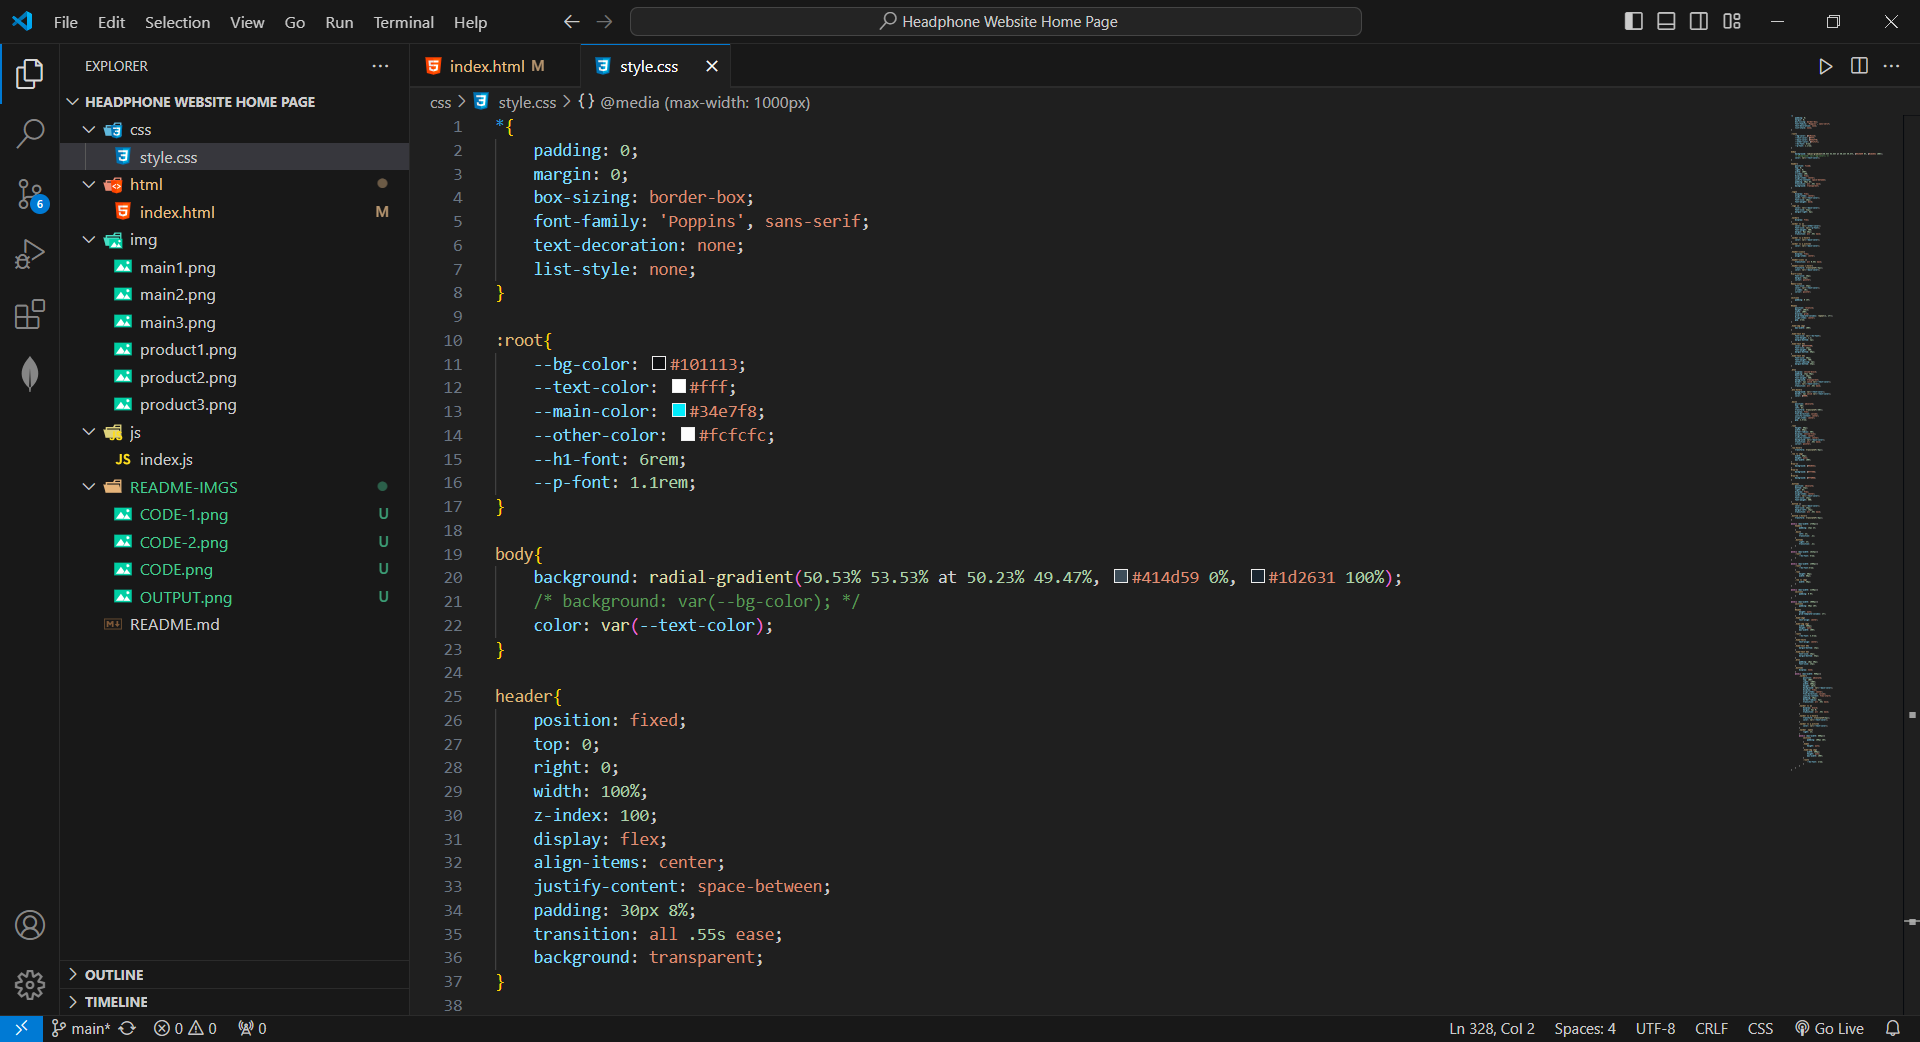 File Edit Selection View Go Run Terminal Help
Headphone Website Home Page
EXPLORER
HEADPHONE WEBSITE HOME PAGE
css
style.css
html
index.html M
img
main1.png
main2.png
main3.png
product1.png
product2.png
product3.png
js
JS index.js
README-IMGS
CODE-1.png U
CODE-2.png U
CODE.png U
OUTPUT.png U
README.md
6
OUTLINE
TIMELINE
index.html M
style.css
css > style.css > {} @media (max-width: 1000px)
1 *{
2 padding: 0;
3 margin: 0;
4 box-sizing: border-box;
5 font-family: 'Poppins', sans-serif;
6 text-decoration: none;
7 list-style: none;
8 }
9
10 :root{
11 --bg-color: #101113;
12 --text-color: #fff;
13 --main-color: #34e7f8;
14 --other-color: #fcfcfc;
15 --h1-font: 6rem;
16 --p-font: 1.1rem;
17 }
18
19 body{
20 background: radial-gradient(50.53% 53.53% at 50.23% 49.47%, #414d59 0%, #1d2631 100%);
21 /* background: var(--bg-color); */
22 color: var(--text-color);
23 }
24
25 header{
26 position: fixed;
27 top: 0;
28 right: 0;
29 width: 100%;
30 z-index: 100;
31 display: flex;
32 align-items: center;
33 justify-content: space-between;
34 padding: 30px 8%;
35 transition: all .55s ease;
36 background: transparent;
37 }
38
main* 0 0 0
Ln 328, Col 2 Spaces: 4 UTF-8 CRLF CSS Go Live